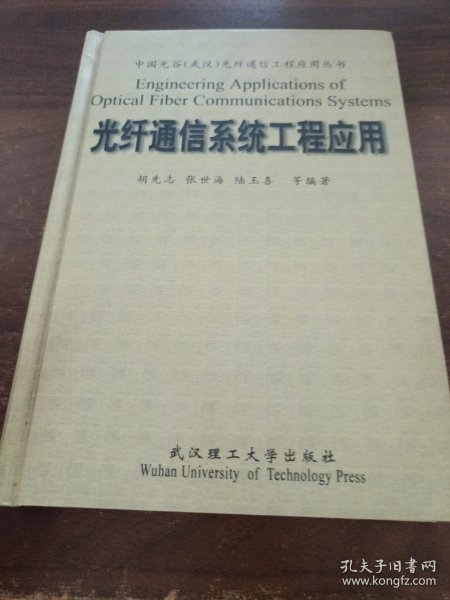 中国光谷(武汉)光纤通信工程应用丛书
Engineering Applications of
Optical Fiber Communications Systems
光纤通信系统工程应用
胡先志 张世海 陆玉喜 等编著
武汉理工大学出版社
Wuhan University of Technology Press
孔夫子旧书网
www.kongfz.com